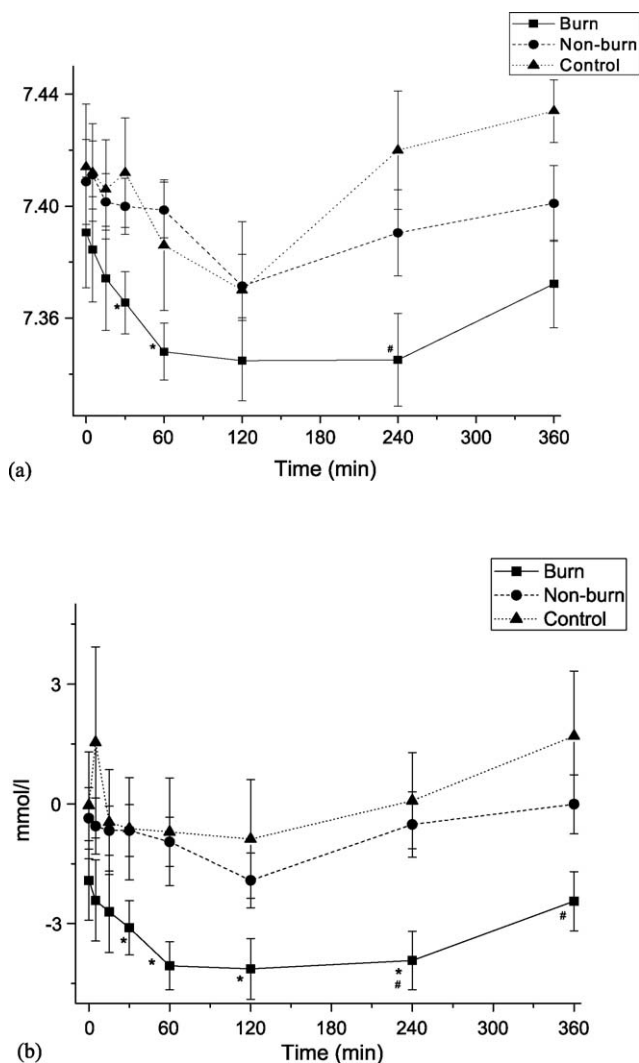 Burn
Non-burn
Control
7.44
7.40
7.36
*
*
#
0 60 120 180 240 300 360
Time (min)
(a)
Burn
Non-burn
Control
3
0
-3
mmol/l
*
*
*
*
#
#
0 60 120 180 240 300 360
Time (min)
(b)